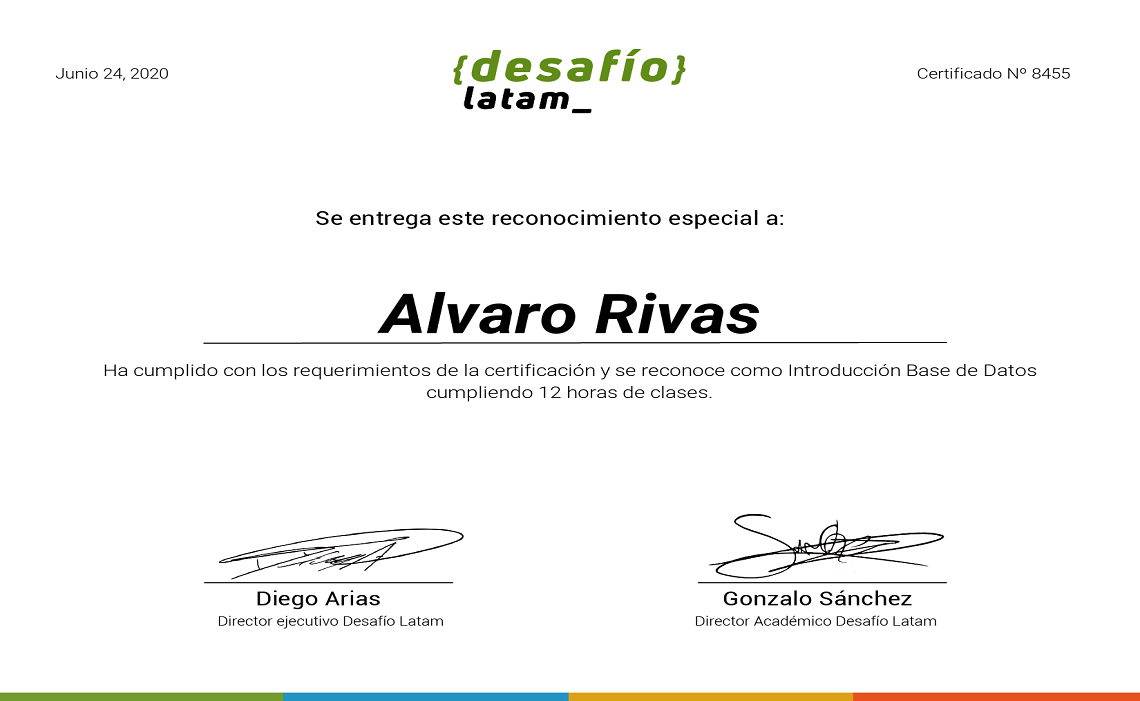 Junio 24, 2020
{desafío}
latam_
Certificado Nº 8455
Se entrega este reconocimiento especial a:
Alvaro Rivas
Ha cumplido con los requerimientos de la certificación y se reconoce como Introducción Base de Datos
cumpliendo 12 horas de clases.
Diego Arias
Director ejecutivo Desafío Latam
Gonzalo Sánchez
Director Académico Desafío Latam